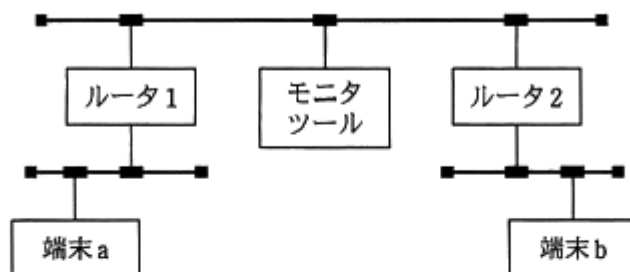 ルータ1
モニタ
ツール
ルータ2
端末a
端末b